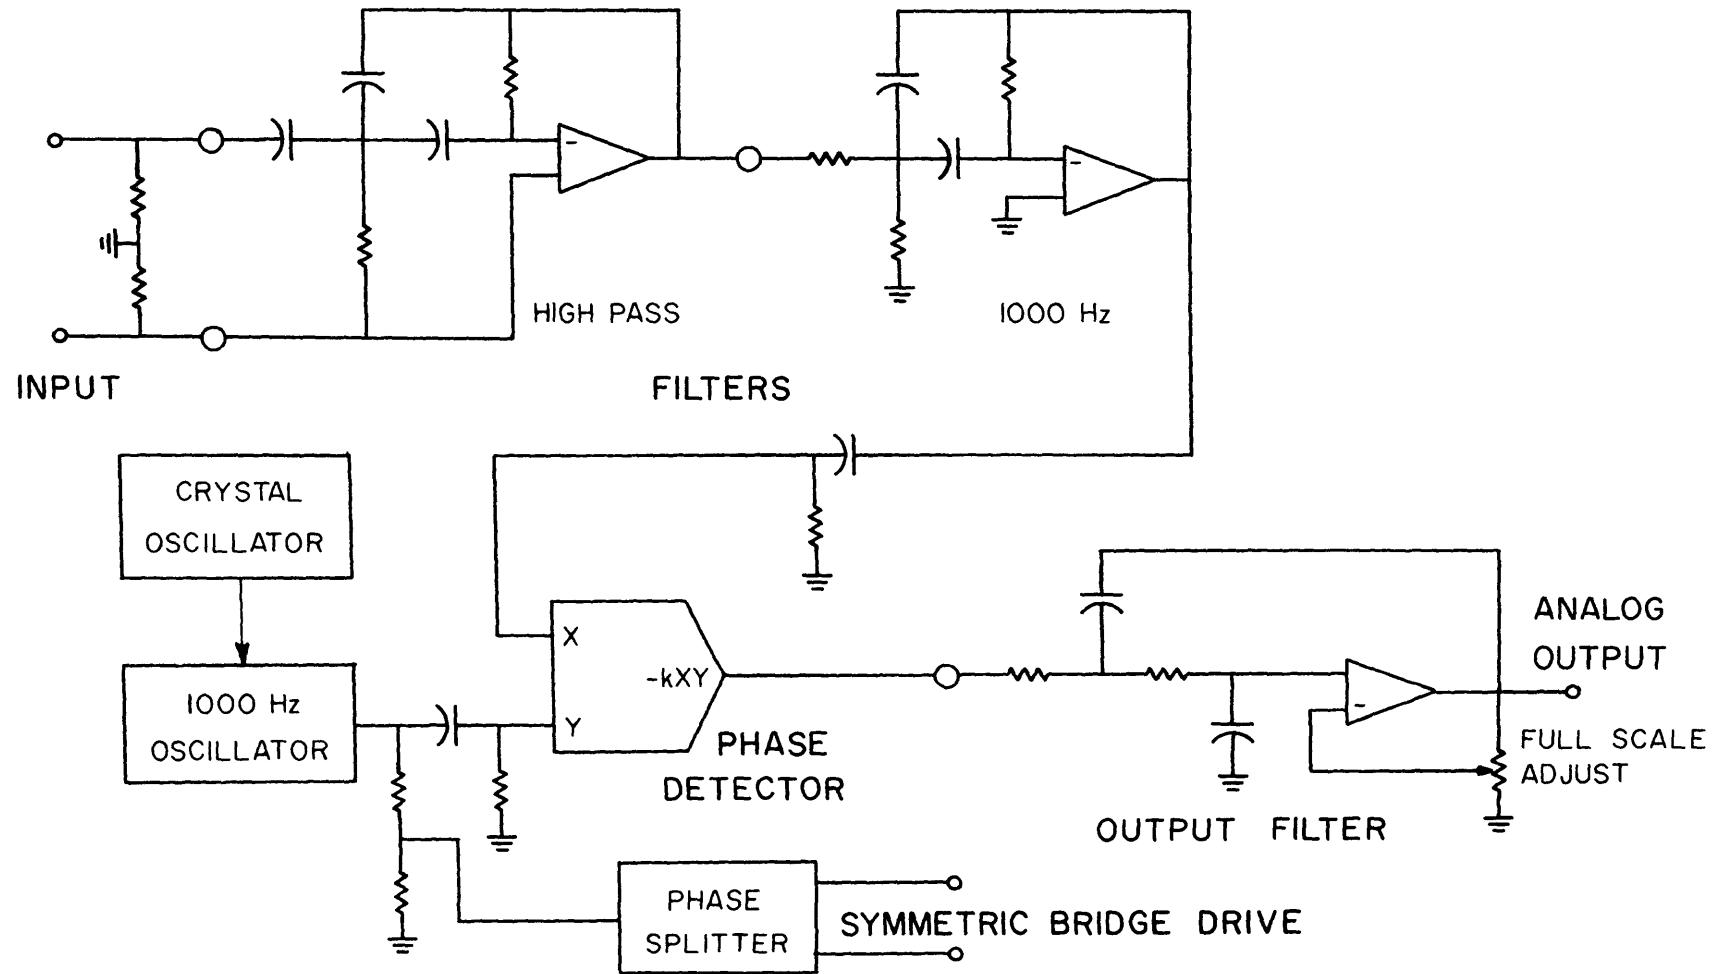 -
-
HIGH PASS
1000 Hz
INPUT
FILTERS
CRYSTAL
OSCILLATOR
1000 Hz
OSCILLATOR
X
-kXY
Y
PHASE
DETECTOR
-
ANALOG
OUTPUT
FULL SCALE
ADJUST
OUTPUT FILTER
PHASE
SPLITTER
SYMMETRIC BRIDGE DRIVE